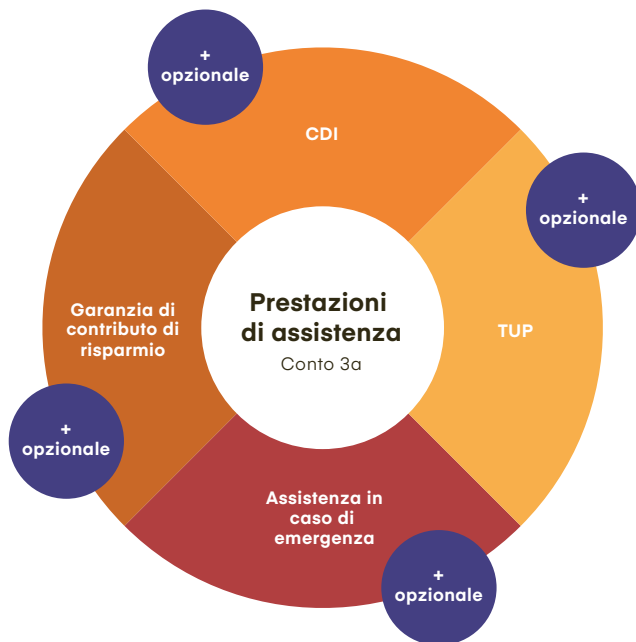 +
opzionale
CDI
+
opzionale
Prestazioni
di assistenza
Conto 3a
Garanzia di
contributo di
risparmio
TUP
+
opzionale
Assistenza in
caso di
emergenza
+
opzionale